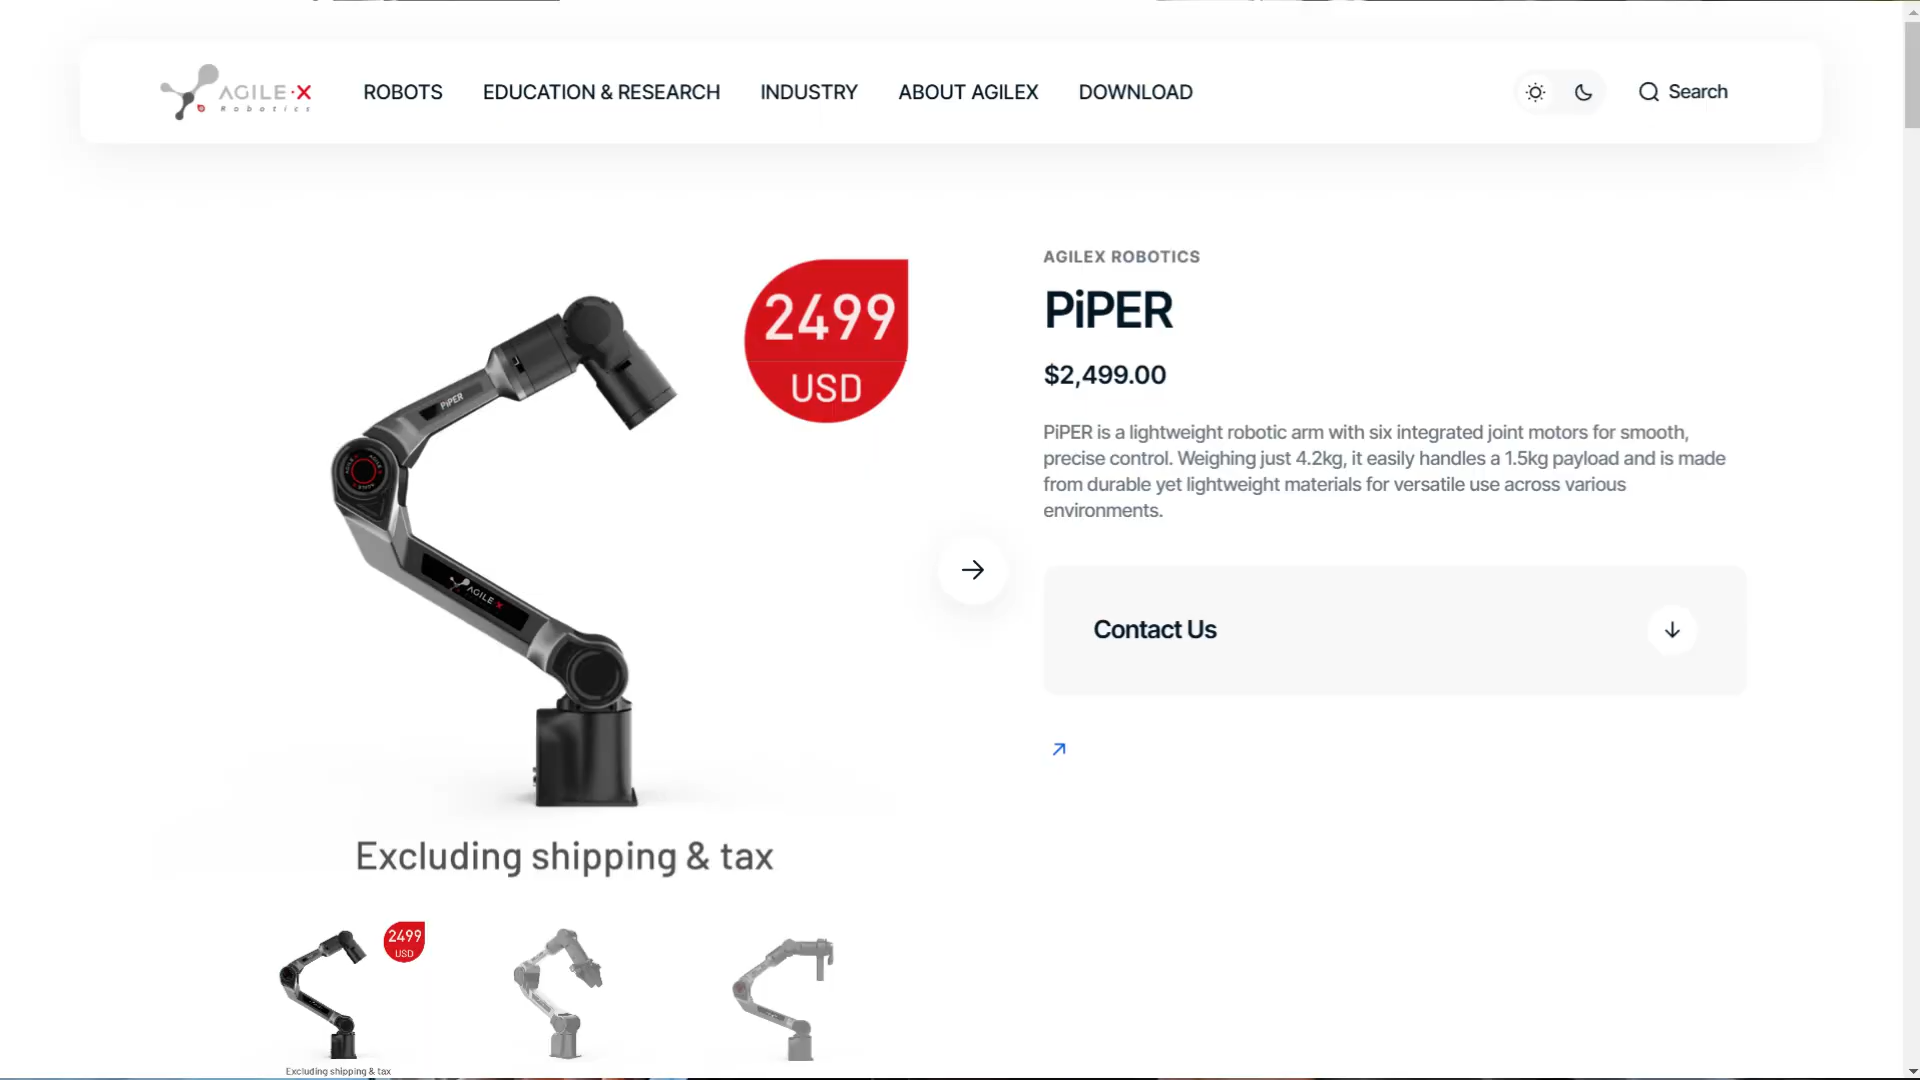 AGILE·X
Robotics
ROBOTS
EDUCATION & RESEARCH
INDUSTRY
ABOUT AGILEX
DOWNLOAD
Search
2499
USD
PiPER
AGILE X
Excluding shipping & tax
AGILEX ROBOTICS
PiPER
$2,499.00
PiPER is a lightweight robotic arm with six integrated joint motors for smooth,
precise control. Weighing just 4.2kg, it easily handles a 1.5kg payload and is made
from durable yet lightweight materials for versatile use across various
environments.
Contact Us
2499
USD
Excluding shipping & tax